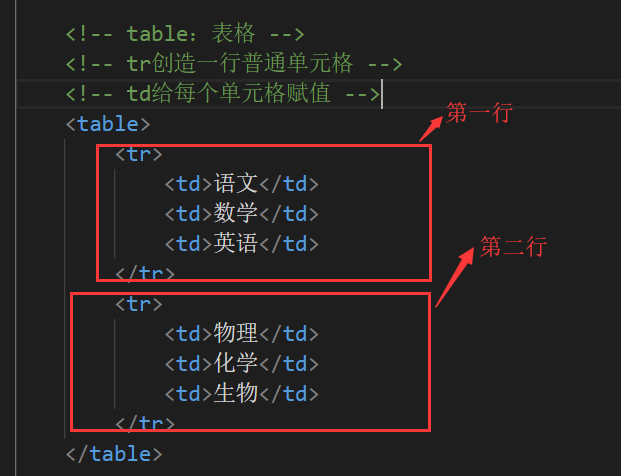 <!-- table：表格 -->
<!-- tr创造一行普通单元格 -->
<!-- td给每个单元格赋值 -->
<table>
第一行
<tr>
<td>语文</td>
<td>数学</td>
<td>英语</td>
</tr>
第二行
<tr>
<td>物理</td>
<td>化学</td>
<td>生物</td>
</tr>
</table>